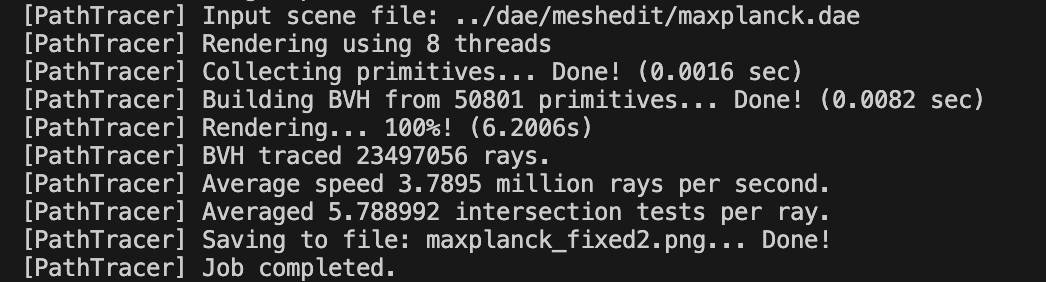 [PathTracer] Input scene file: ../dae/meshedit/maxplanck.dae
[PathTracer] Rendering using 8 threads
[PathTracer] Collecting primitives... Done! (0.0016 sec)
[PathTracer] Building BVH from 50801 primitives... Done! (0.0082 sec)
[PathTracer] Rendering... 100%! (6.2006s)
[PathTracer] BVH traced 23497056 rays.
[PathTracer] Average speed 3.7895 million rays per second.
[PathTracer] Averaged 5.788992 intersection tests per ray.
[PathTracer] Saving to file: maxplanck_fixed2.png... Done!
[PathTracer] Job completed.